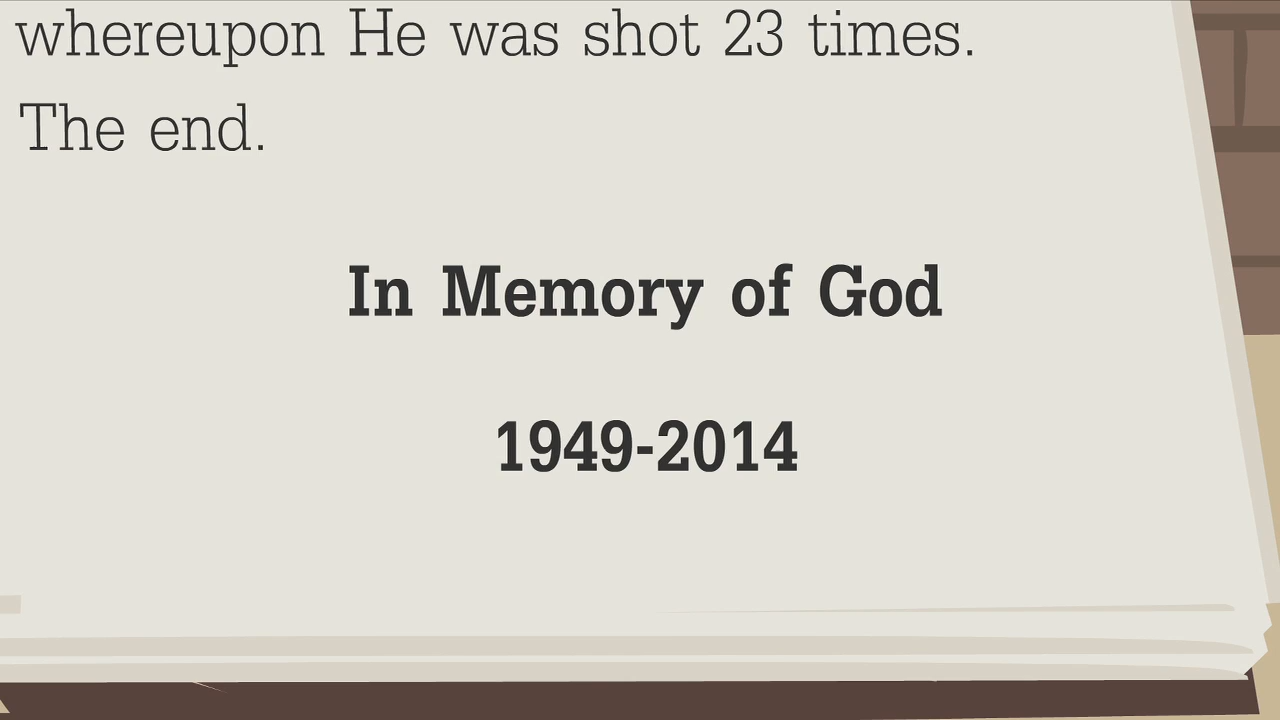 whereupon He was shot 23 times.
The end.
In Memory of God
1949-2014